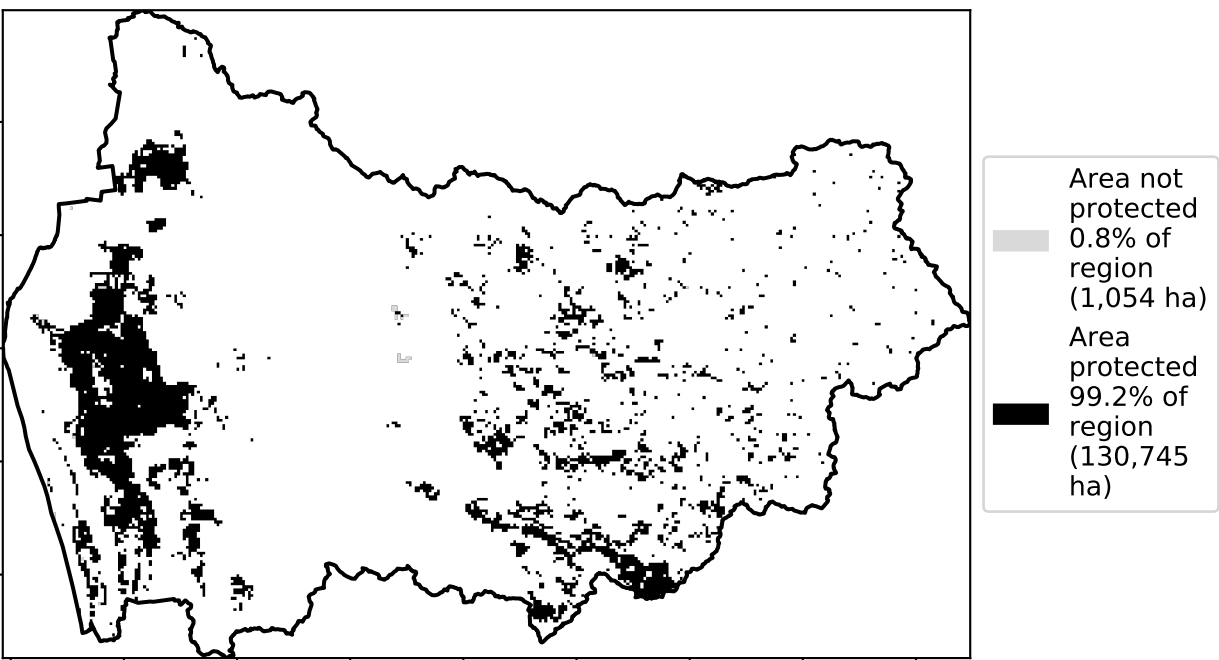 Area not
protected
0.8% of
region
(1,054 ha)
Area
protected
99.2% of
region
(130,745
ha)